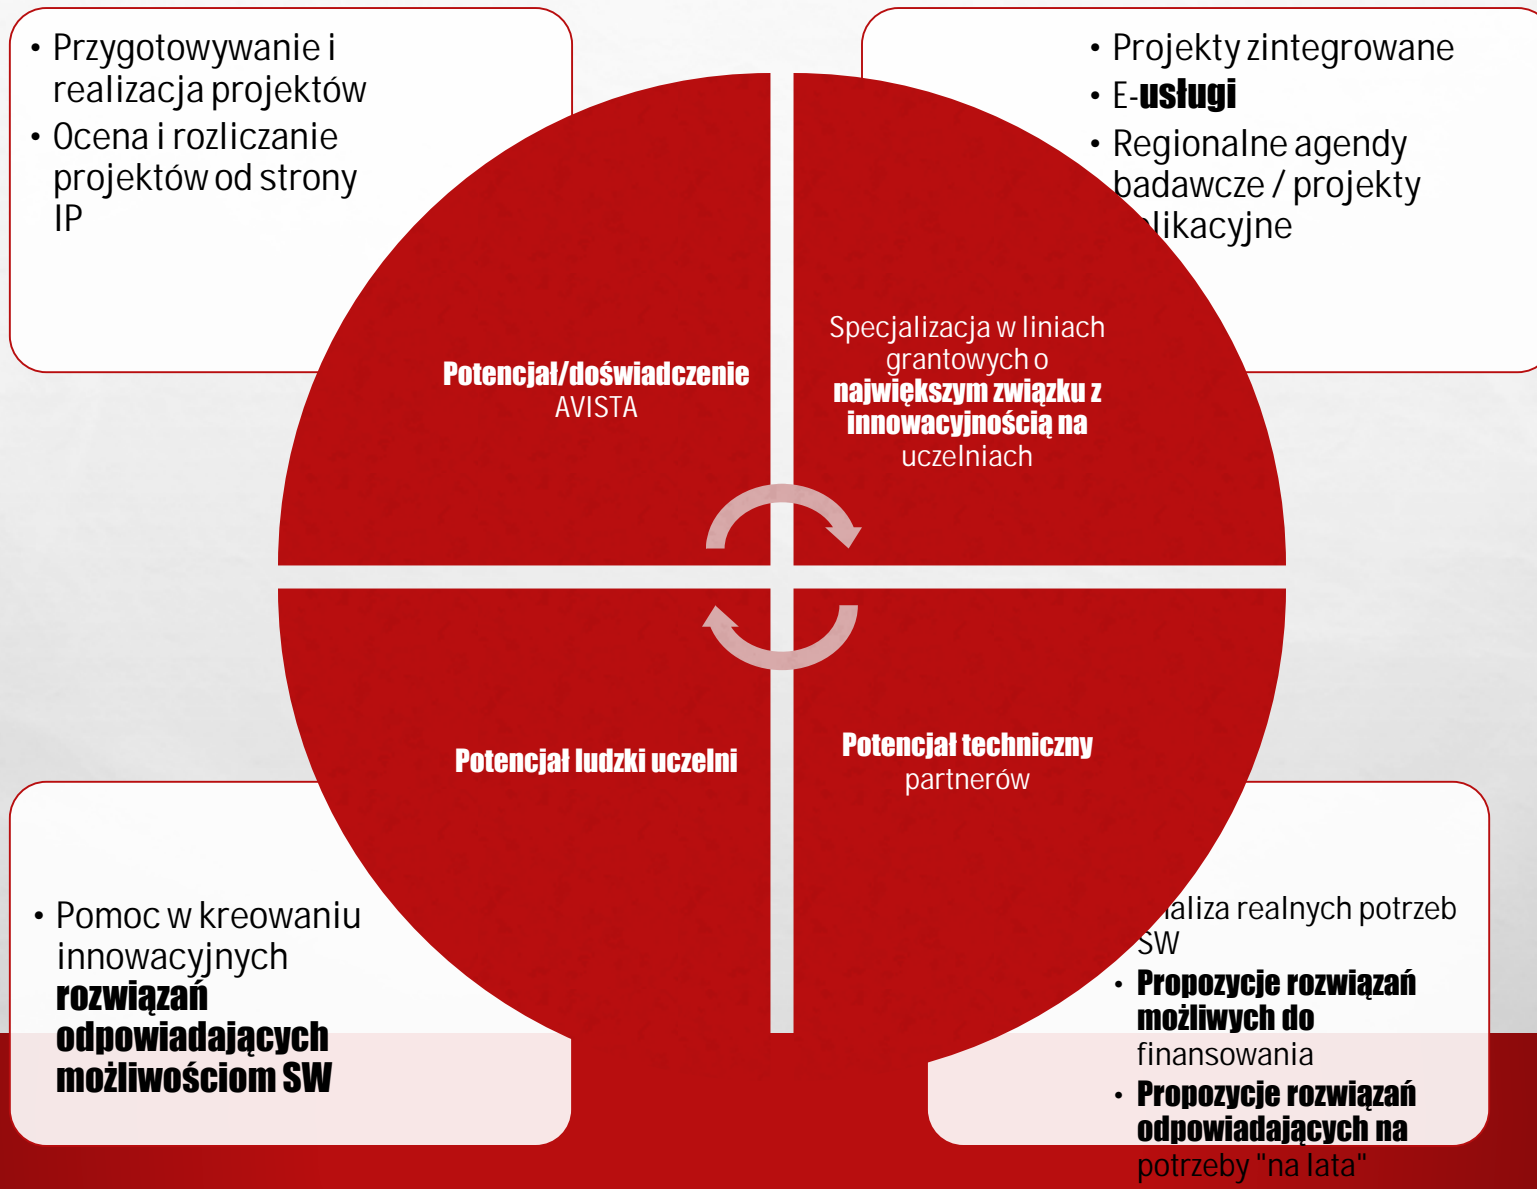 • Przygotowywanie i
realizacja projektów
• Ocena i rozliczanie
projektów od strony
IP
• Projekty zintegrowane
• E-usługi
• Regionalne agendy
badawcze / projekty
likacyjne
Potencjał/doświadczenie
AVISTA
Specjalizacja w liniach
grantowych o
największym związku z
innowacyjnością na
uczelniach
Potencjał ludzki uczelni
Potencjał techniczny
partnerów
• Pomoc w kreowaniu
innowacyjnych
rozwiązań
odpowiadających
możliwościom SW
aliza realnych potrzeb
SW
• Propozycje rozwiązań
możliwych do
finansowania
• Propozycje rozwiązań
odpowiadających na
potrzeby "na lata"